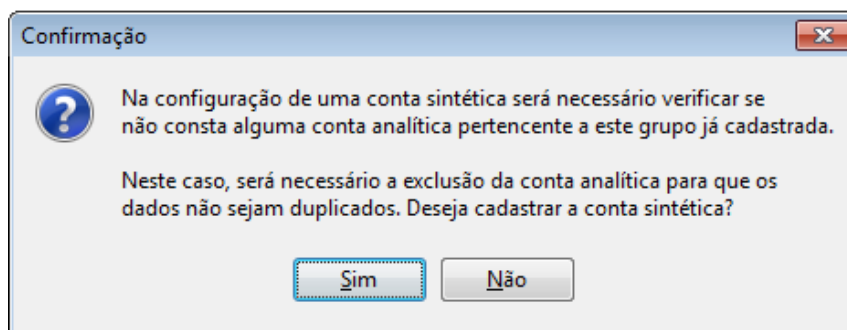 Confirmação
Na configuração de uma conta sintética será necessário verificar se
não consta alguma conta analítica pertencente a este grupo já cadastrada.
Neste caso, será necessário a exclusão da conta analítica para que os
dados não sejam duplicados. Deseja cadastrar a conta sintética?
Sim
Não